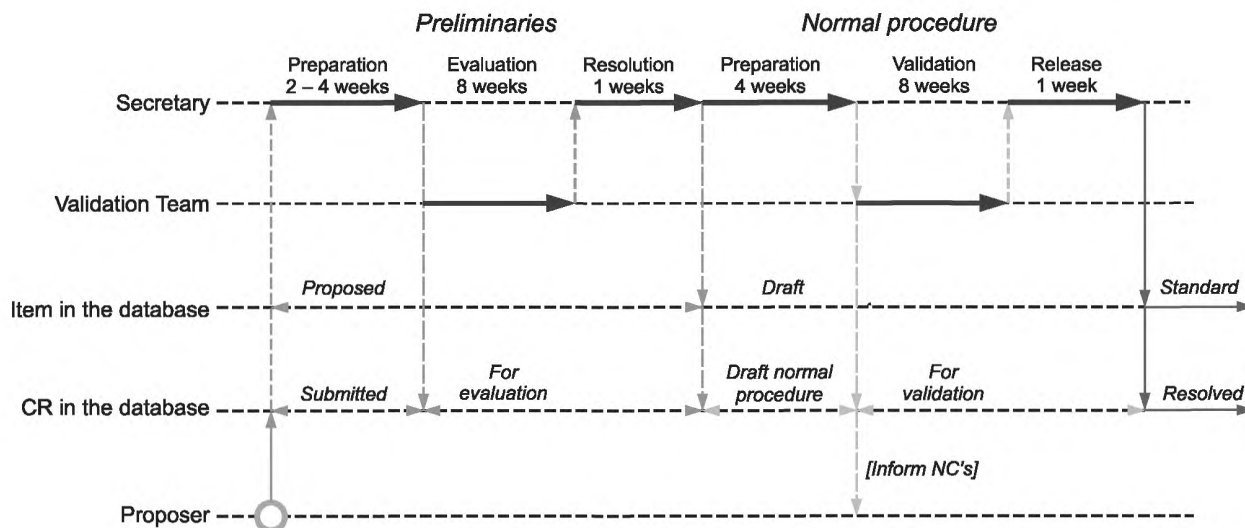 Preliminaries
Normal procedure
Preparation
2 – 4 weeks
Evaluation
8 weeks
Resolution
1 weeks
Preparation
4 weeks
Validation
8 weeks
Release
1 week
Secretary
Validation Team
Item in the database
Proposed
Draft
Standard
CR in the database
Submitted
For
evaluation
Draft normal
procedure
For
validation
Resolved
[Inform NC's]
Proposer